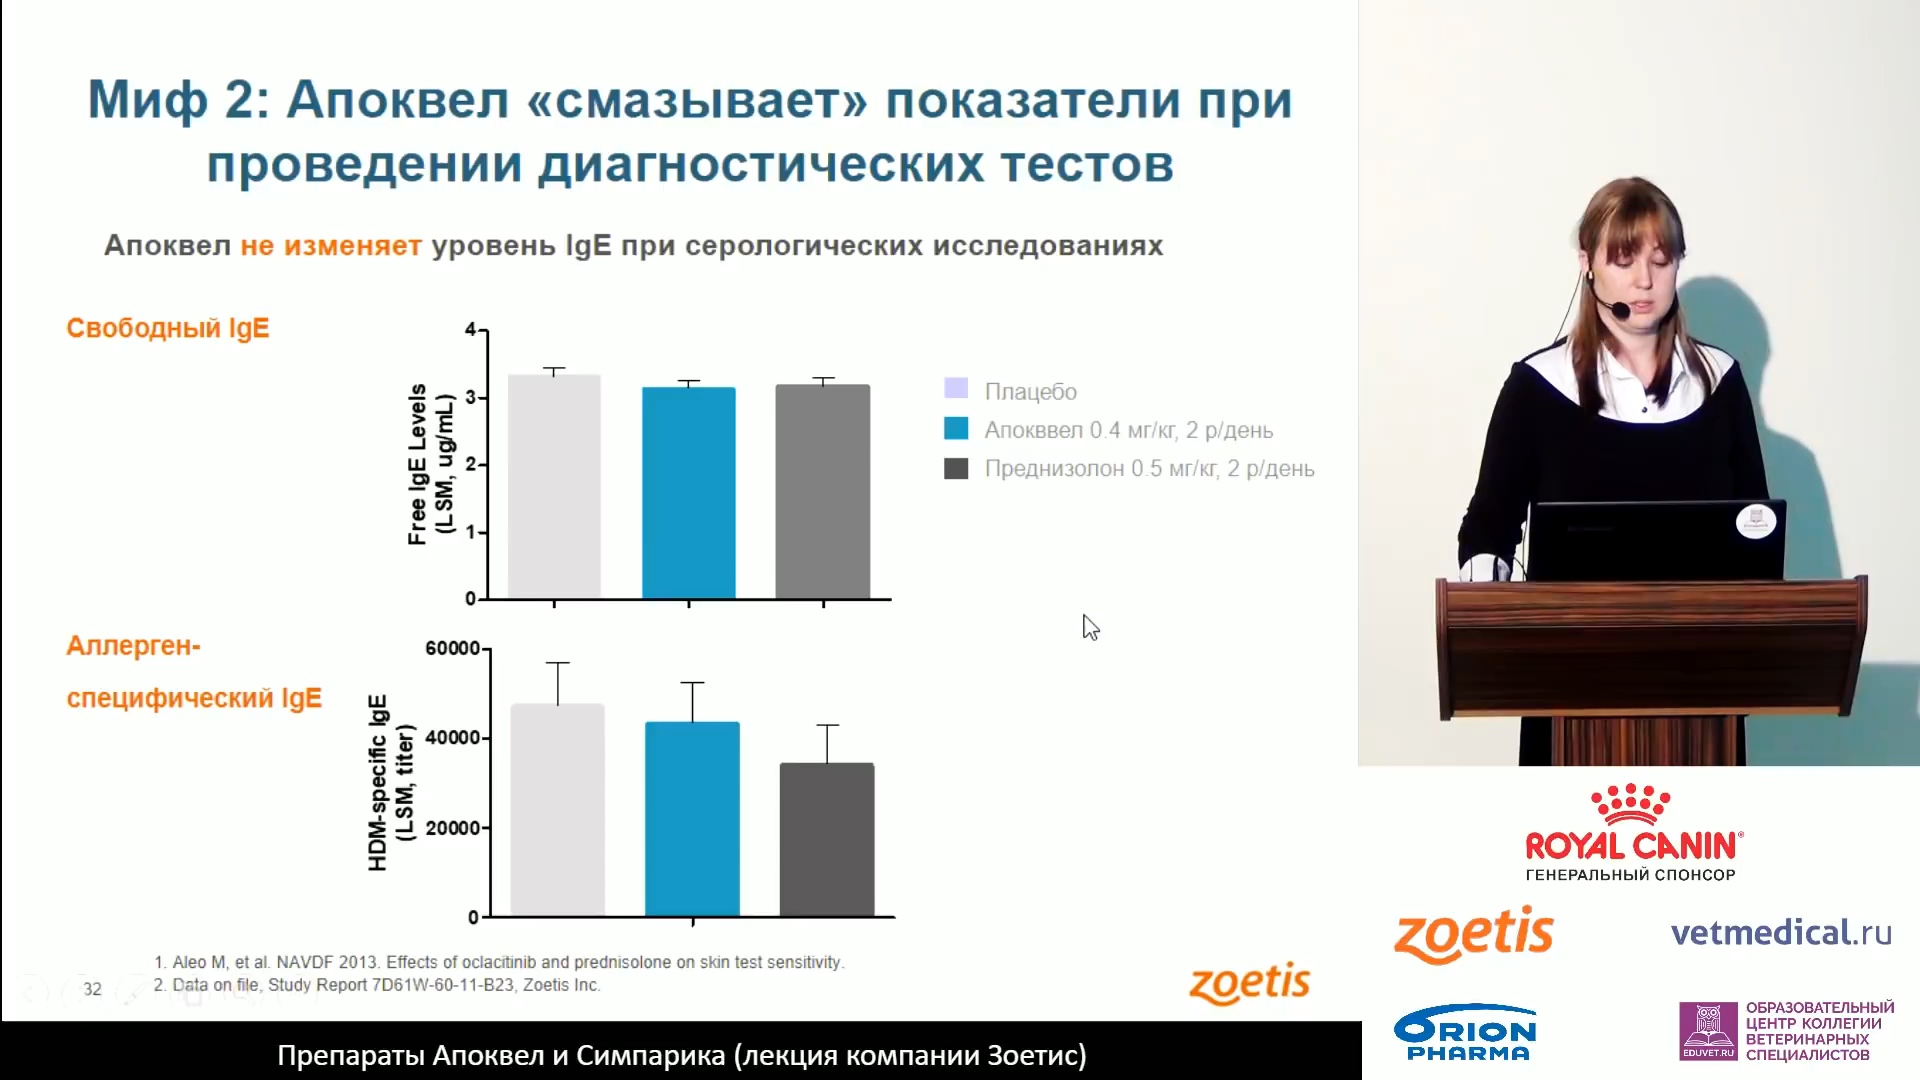 Миф 2: Апоквел «смазывает» показатели при
проведении диагностических тестов
Апоквел не изменяет уровень IgE при серологических исследованиях
Свободный IgE
Free IgE Levels
(LSM, ug/mL)
4
3
2
1
0
Плацебо
Апокввел 0.4 мг/кг, 2 р/день
Преднизолон 0.5 мг/кг, 2 р/день
Аллерген-
специфический IgE
HDM-specific IgE
(LSM, titer)
60000
40000
20000
0
1. Aleo M, et al. NAVDF 2013. Effects of oclacitinib and prednisolone on skin test sensitivity.
2. Data on file, Study Report 7D61W-60-11-B23, Zoetis Inc.
32
zoetis
Препараты Апоквел и Симпарика (лекция компании Зоетис)
ROYAL CANIN®
ГЕНЕРАЛЬНЫЙ СПОНСОР
zoetis
vetmedical.ru
ORION
PHARMA
EDUVET.RU
ОБРАЗОВАТЕЛЬНЫЙ
ЦЕНТР КОЛЛЕГИИ
ВЕТЕРИНАРНЫХ
СПЕЦИАЛИСТОВ